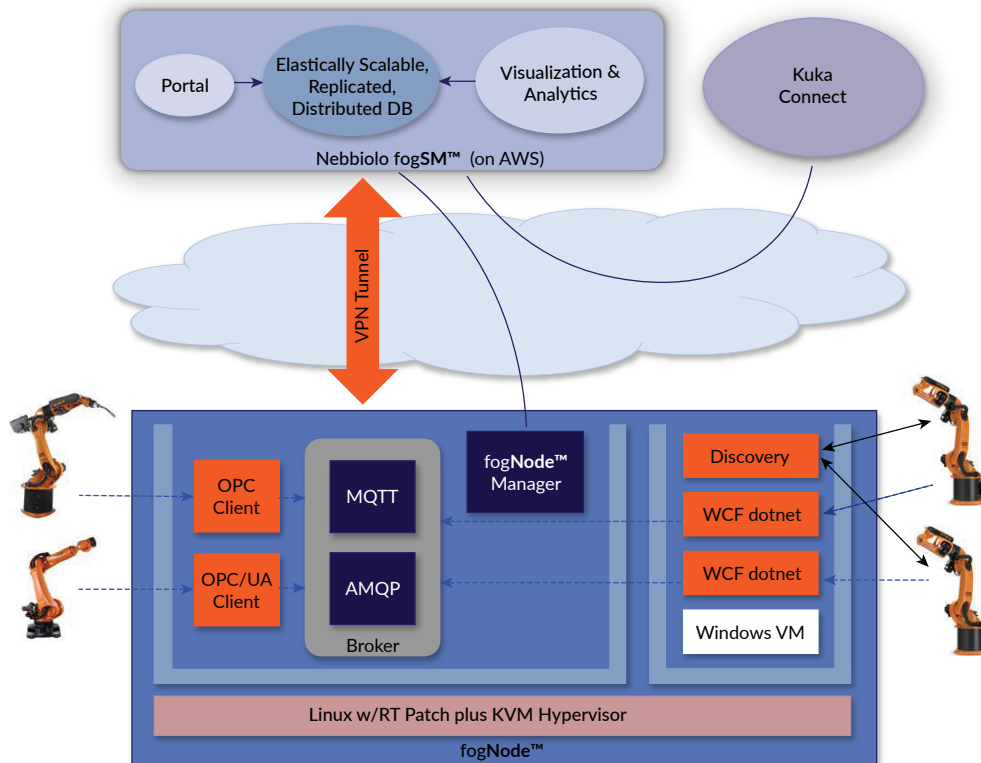 Portal
Elastically Scalable,
Replicated,
Distributed DB
Visualization &
Analytics
Nebbiolo fogSM™ (on AWS)
Kuka
Connect
VPN Tunnel
OPC
Client
OPC/UA
Client
MQTT
AMQP
Broker
fogNode™
Manager
Discovery
WCF dotnet
WCF dotnet
Windows VM
Linux w/RT Patch plus KVM Hypervisor
fogNode™